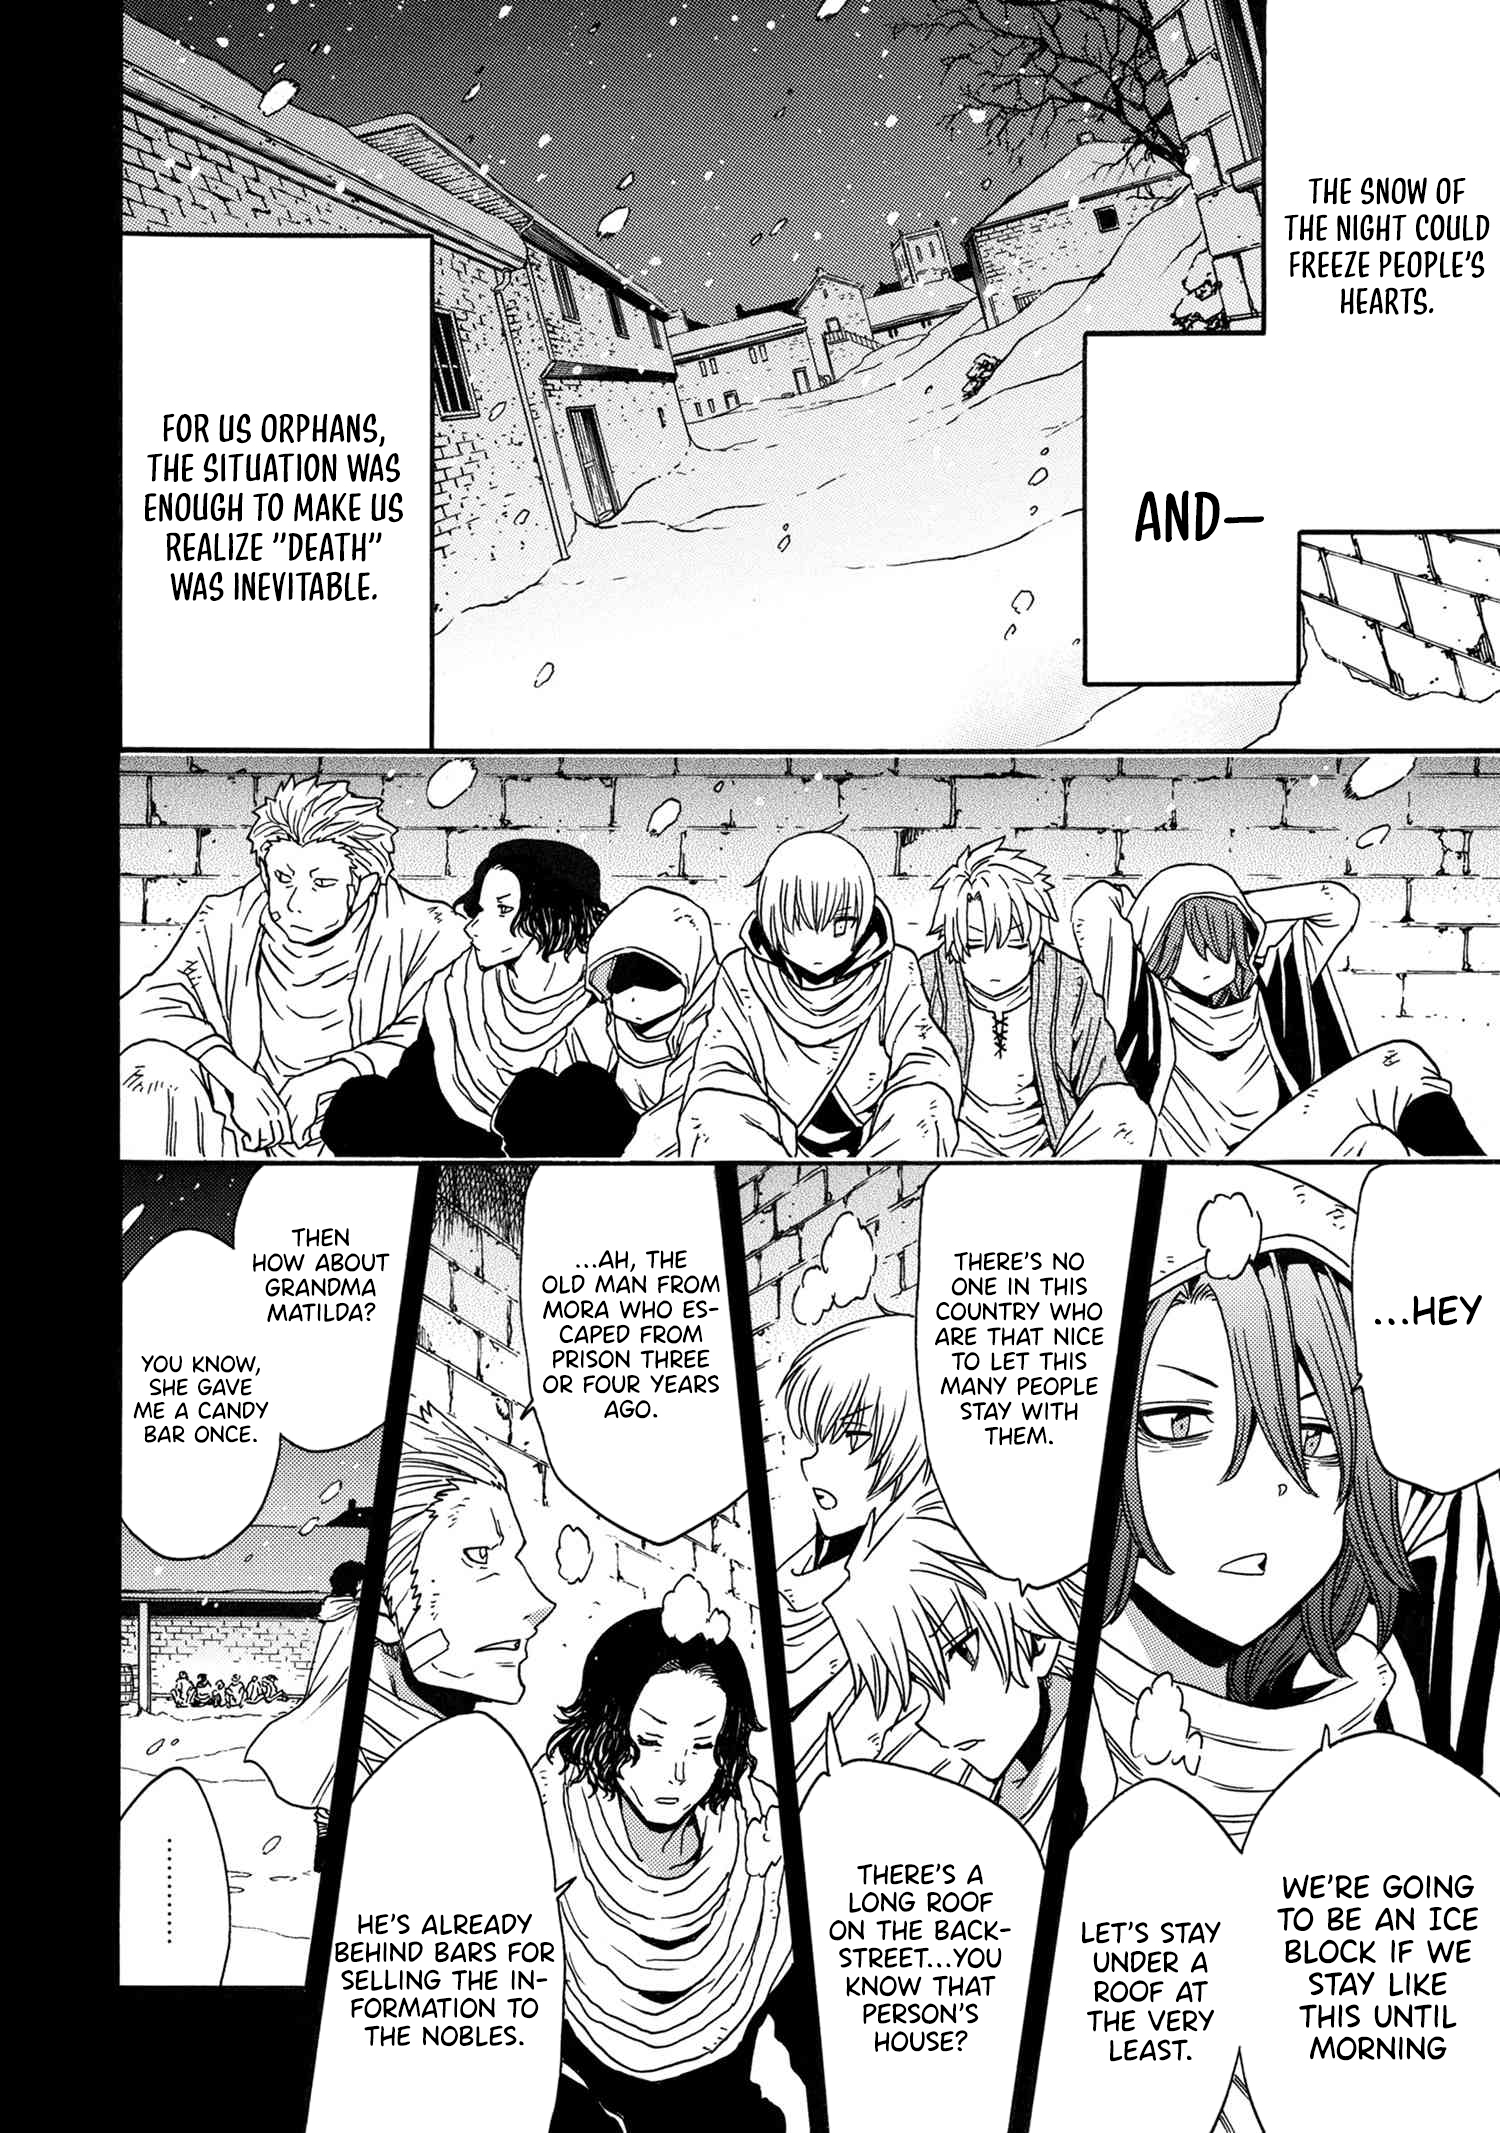 THE SNOW OF
THE NIGHT COULD
FREEZE PEOPLE'S
HEARTS.
AND—
FOR US ORPHANS,
THE SITUATION WAS
ENOUGH TO MAKE US
REALIZE "DEATH"
WAS INEVITABLE.
...HEY
WE'RE GOING
TO BE AN ICE
BLOCK IF WE
STAY LIKE
THIS UNTIL
MORNING
LET'S STAY
UNDER A
ROOF AT
THE VERY
LEAST.
THERE'S NO
ONE IN THIS
COUNTRY WHO
ARE THAT NICE
TO LET THIS
MANY PEOPLE
STAY WITH
THEM.
THERE'S A
LONG ROOF
ON THE BACK-
STREET...YOU
KNOW THAT
PERSON'S
HOUSE?
...AH, THE
OLD MAN FROM
MORA WHO ES-
CAPED FROM
PRISON THREE
OR FOUR YEARS
AGO.
HE'S ALREADY
BEHIND BARS FOR
SELLING THE IN-
FORMATION TO
THE NOBLES.
THEN
HOW ABOUT
GRANDMA
MATILDA?
YOU KNOW,
SHE GAVE
ME A CANDY
BAR ONCE.
.........